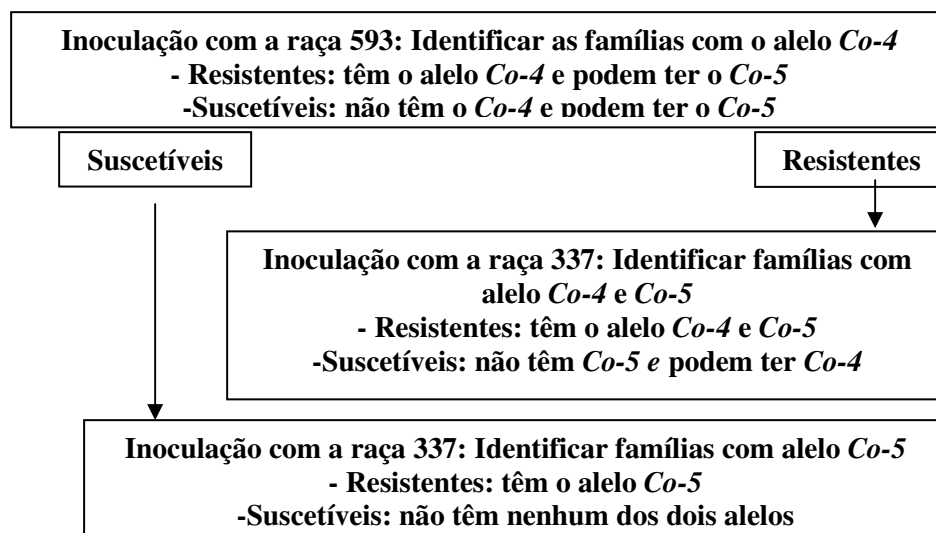 Inoculação com a raça 593: Identificar as famílias com o alelo Co-4
- Resistentes: têm o alelo Co-4 e podem ter o Co-5
-Suscetíveis: não têm o Co-4 e podem ter o Co-5
Suscetíveis
Resistentes
Inoculação com a raça 337: Identificar famílias com
alelo Co-4 e Co-5
- Resistentes: têm o alelo Co-4 e Co-5
-Suscetíveis: não têm Co-5 e podem ter Co-4
Inoculação com a raça 337: Identificar famílias com alelo Co-5
- Resistentes: têm o alelo Co-5
-Suscetíveis: não têm nenhum dos dois alelos